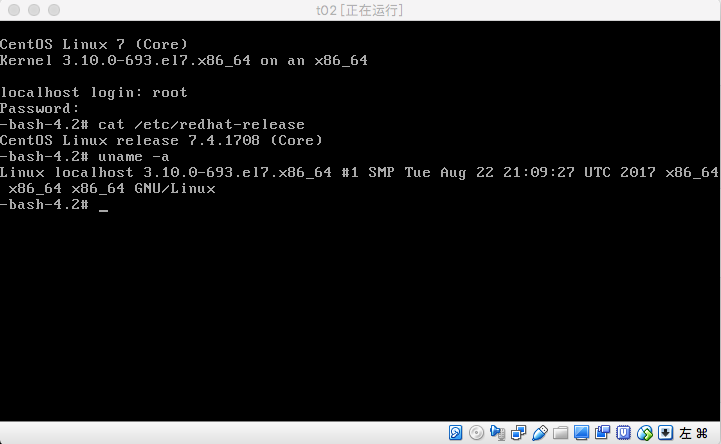 t02 [正在运行]
CentOS Linux 7 (Core)
Kernel 3.10.0-693.el7.x86_64 on an x86_64
localhost login: root
Password:
-bash-4.2# cat /etc/redhat-release
CentOS Linux release 7.4.1708 (Core)
-bash-4.2# uname -a
Linux localhost 3.10.0-693.el7.x86_64 #1 SMP Tue Aug 22 21:09:27 UTC 2017 x86_64
x86_64 x86_64 GNU/Linux
-bash-4.2# _
左 ⌘